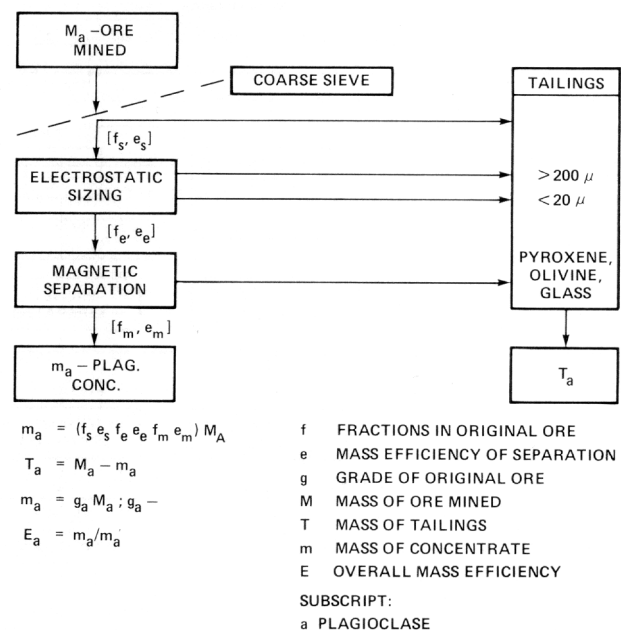 Ma – ORE
MINED
COARSE SIEVE
TAILINGS
[fs, es]
ELECTROSTATIC
SIZING
> 200 μ
< 20 μ
[fe, ee]
MAGNETIC
SEPARATION
PYROXENE,
OLIVINE,
GLASS
[fm, em]
ma – PLAG.
CONC.
Ta
ma = (fs es fe ee fm em) MA
Ta = Ma – ma
ma = ga Ma ; ga –
Ea = ma/ma
f FRACTIONS IN ORIGINAL ORE
e MASS EFFICIENCY OF SEPARATION
g GRADE OF ORIGINAL ORE
M MASS OF ORE MINED
T MASS OF TAILINGS
m MASS OF CONCENTRATE
E OVERALL MASS EFFICIENCY
SUBSCRIPT:
a PLAGIOCLASE